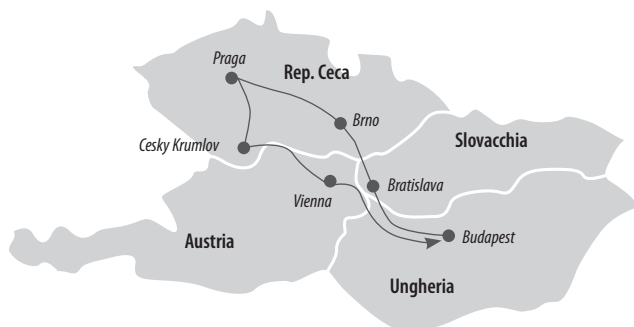 Praga
Rep. Ceca
Brno
Cesky Krumlov
Slovacchia
Bratislava
Vienna
Austria
Budapest
Ungheria